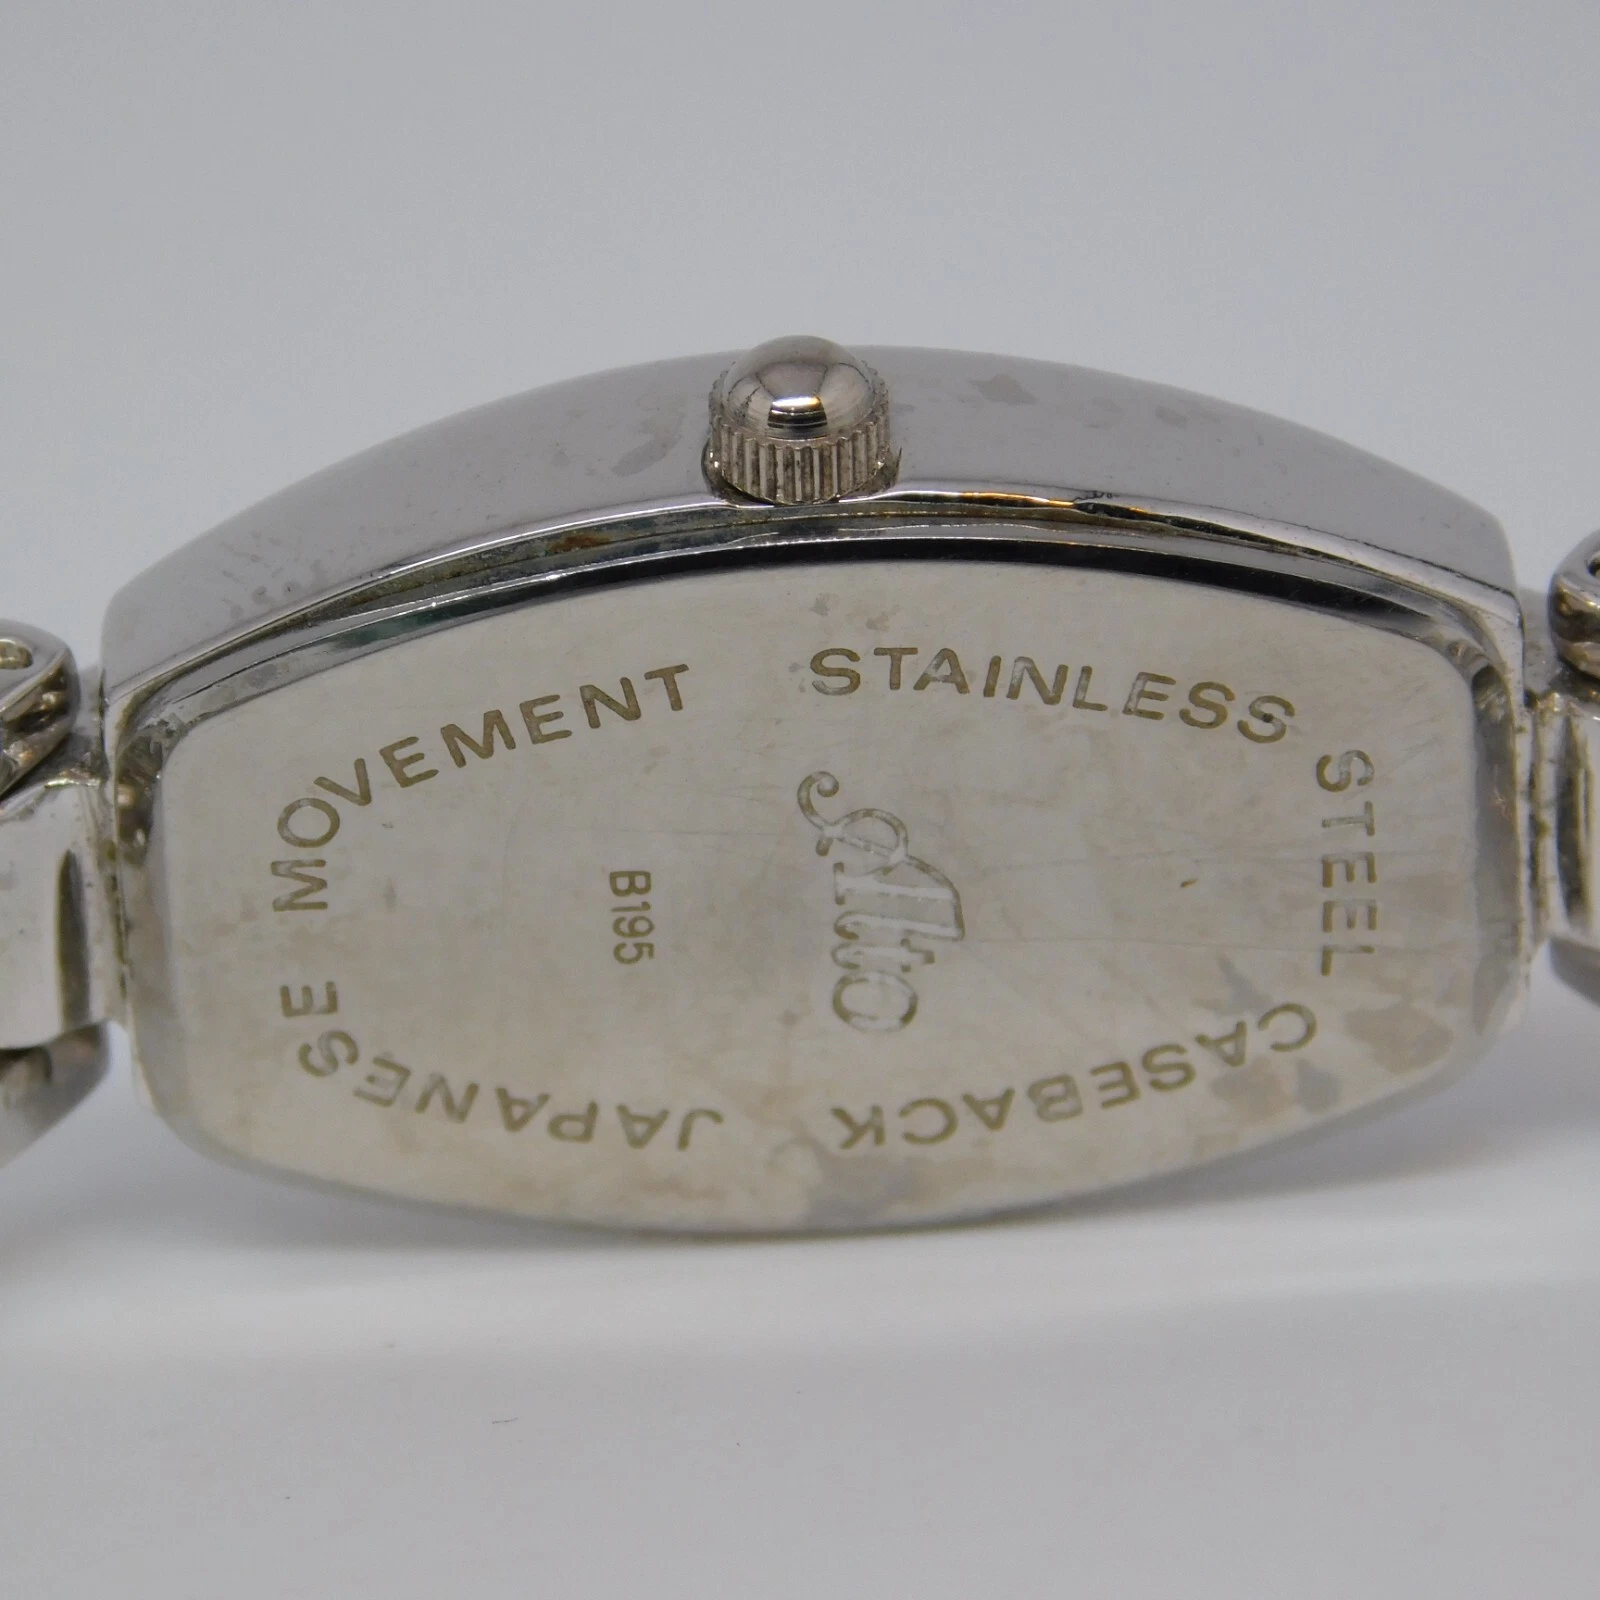 JAPANESE MOVEMENT
STAINLESS STEEL CASEBACK
Alto
B195